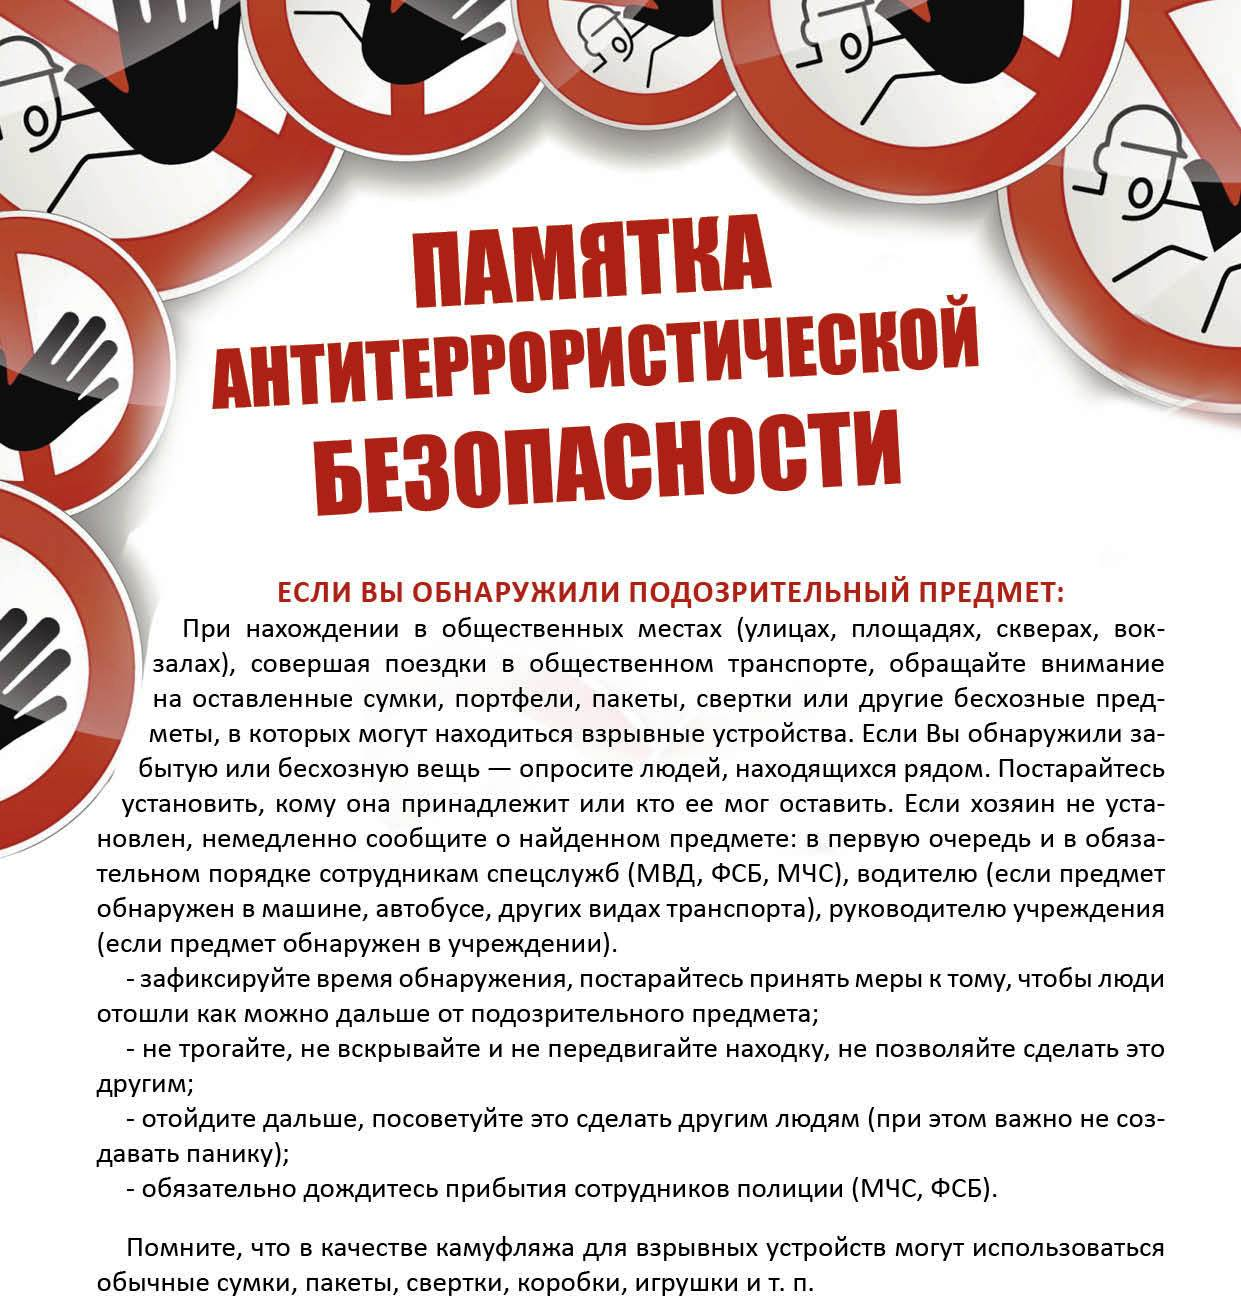 ПАМЯТКА
АНТИТЕРРОРИСТИЧЕСКОЙ
БЕЗОПАСНОСТИ
ЕСЛИ ВЫ ОБНАРУЖИЛИ ПОДОЗРИТЕЛЬНЫЙ ПРЕДМЕТ:
При нахождении в общественных местах (улицах, площадях, скверах, вок-
залах), совершая поездки в общественном транспорте, обращайте внимание
на оставленные сумки, портфели, пакеты, свертки или другие бесхозные пред-
меты, в которых могут находиться взрывные устройства. Если Вы обнаружили за-
бытую или бесхозную вещь — опросите людей, находящихся рядом. Постарайтесь
установить, кому она принадлежит или кто ее мог оставить. Если хозяин не уста-
новлен, немедленно сообщите о найденном предмете: в первую очередь и в обяза-
тельном порядке сотрудникам спецслужб (МВД, ФСБ, МЧС), водителю (если предмет
обнаружен в машине, автобусе, других видах транспорта), руководителю учреждения
(если предмет обнаружен в учреждении).
- зафиксируйте время обнаружения, постарайтесь принять меры к тому, чтобы люди
отошли как можно дальше от подозрительного предмета;
- не трогайте, не вскрывайте и не передвигайте находку, не позволяйте сделать это
другим;
- отойдите дальше, посоветуйте это сделать другим людям (при этом важно не соз-
давать панику);
- обязательно дождитесь прибытия сотрудников полиции (МЧС, ФСБ).
Помните, что в качестве камуфляжа для взрывных устройств могут использоваться
обычные сумки, пакеты, свертки, коробки, игрушки и т. п.